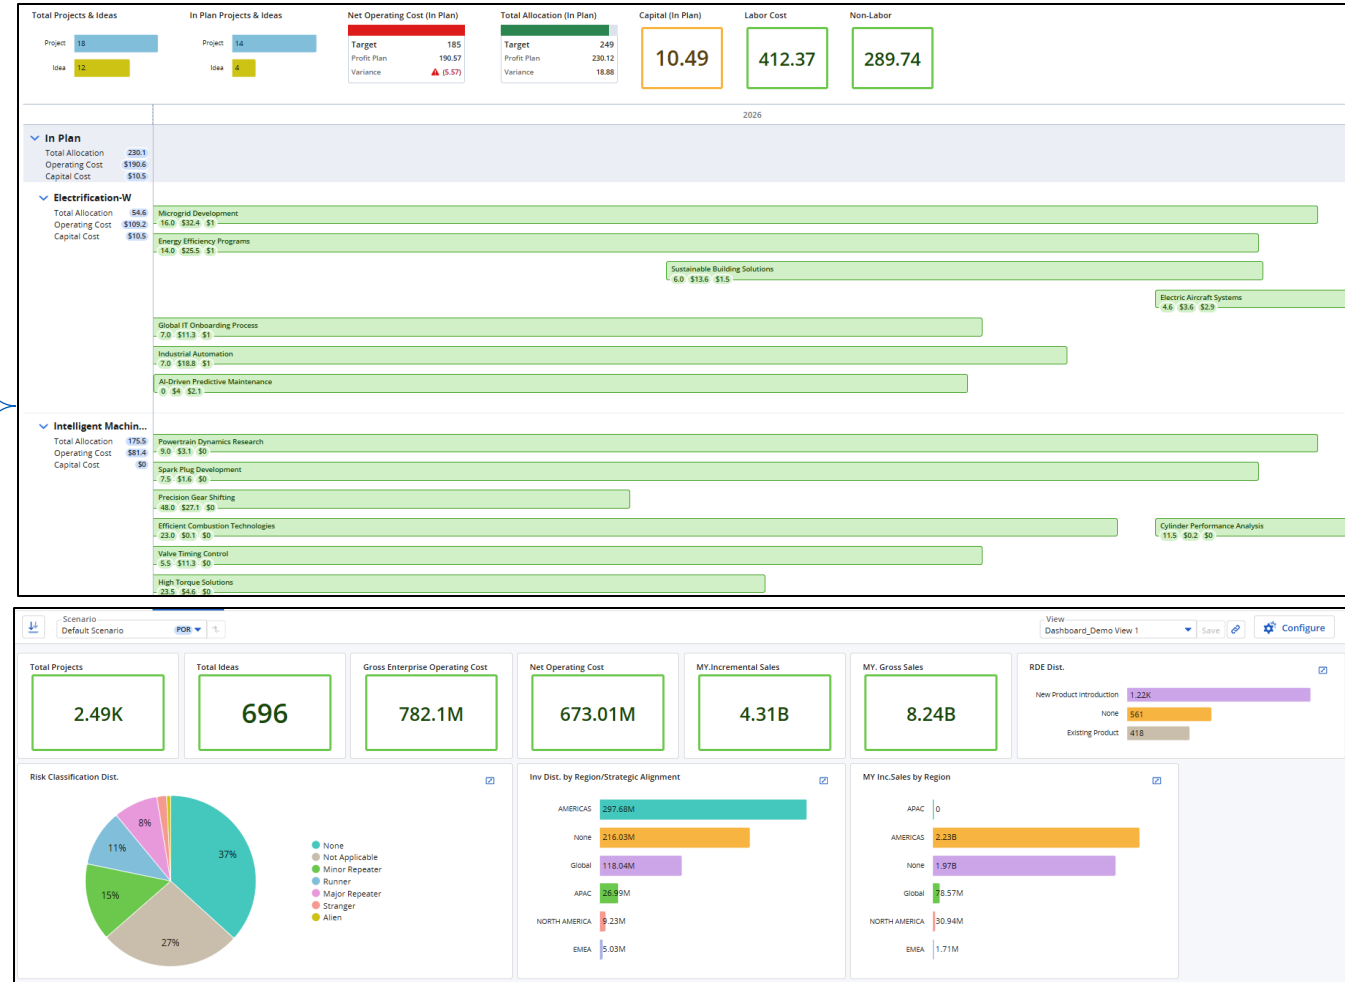 Total Projects & Ideas
Project 18
Idea 12
In Plan Projects & Ideas
Project 14
Idea 4
Net Operating Cost (In Plan)
Target 185
Profit Plan 190.57
Variance (5.57)
Total Allocation (In Plan)
Target 249
Profit Plan 230.12
Variance 18.88
Capital (In Plan)
10.49
Labor Cost
412.37
Non-Labor
289.74
2026
In Plan
Total Allocation 230.1
Operating Cost $190.6
Capital Cost $10.5
Electrification-W
Total Allocation 54.6
Operating Cost $109.2
Capital Cost $10.5
Microgrid Development
16.0 $32.4 $1
Energy Efficiency Programs
14.0 $25.5 $1
Sustainable Building Solutions
6.0 $13.6 $1.5
Electric Aircraft Systems
4.6 $3.6 $2.9
Global IT Onboarding Process
7.0 $11.3 $1
Industrial Automation
7.0 $18.8 $1
AI-Driven Predictive Maintenance
0 $4 $2.1
Intelligent Machin...
Total Allocation 175.5
Operating Cost $81.4
Capital Cost $0
Powertrain Dynamics Research
9.0 $3.1 $0
Spark Plug Development
7.5 $1.6 $0
Precision Gear Shifting
48.0 $27.1 $0
Efficient Combustion Technologies
23.0 $0.1 $0
Cylinder Performance Analysis
11.5 $0.2 $0
Valve Timing Control
5.5 $11.3 $0
High Torque Solutions
23.5 $4.6 $0
Scenario
Default Scenario POR
View
Dashboard_Demo View 1
Save
Configure
Total Projects
2.49K
Total Ideas
696
Gross Enterprise Operating Cost
782.1M
Net Operating Cost
673.01M
MY.Incremental Sales
4.31B
MY. Gross Sales
8.24B
RDE Dist.
New Product Introduction 1.22K
None 561
Existing Product 418
Risk Classification Dist.
37%
27%
15%
11%
8%
None
Not Applicable
Minor Repeater
Runner
Major Repeater
Stranger
Alien
Inv Dist. by Region/Strategic Alignment
AMERICAS 297.68M
None 216.03M
Global 118.04M
APAC 26.99M
NORTH AMERICA 9.23M
EMEA 5.03M
MY Inc.Sales by Region
APAC 0
AMERICAS 2.23B
None 1.97B
Global 78.57M
NORTH AMERICA 30.94M
EMEA 1.71M